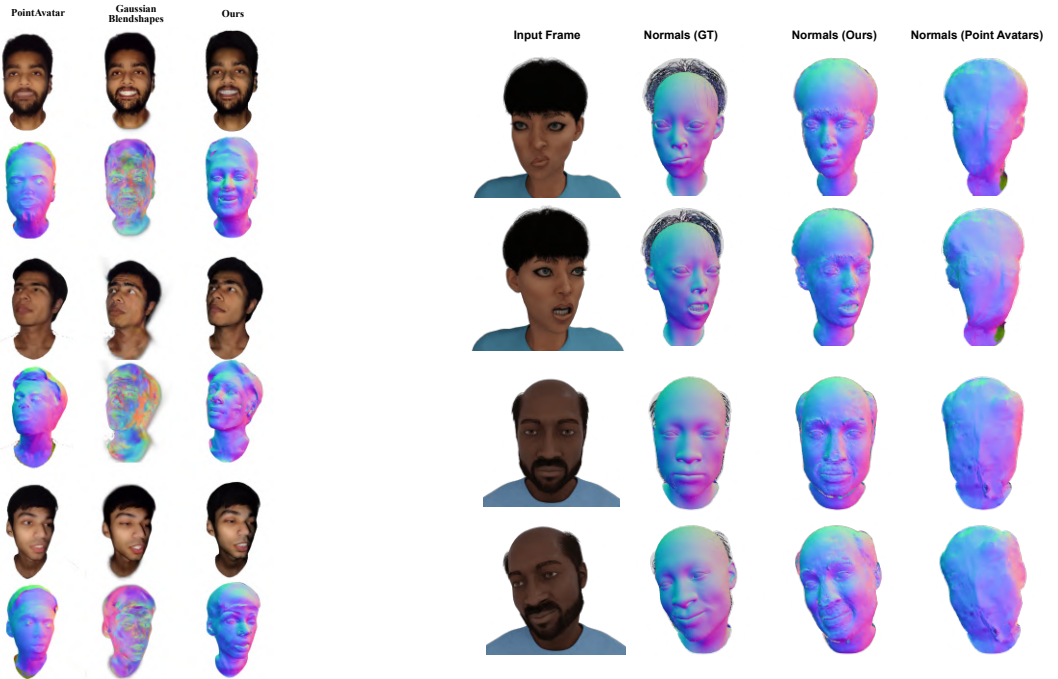 PointAvatar
Gaussian
Blendshapes
Ours
Input Frame
Normals (GT)
Normals (Ours)
Normals (Point Avatars)